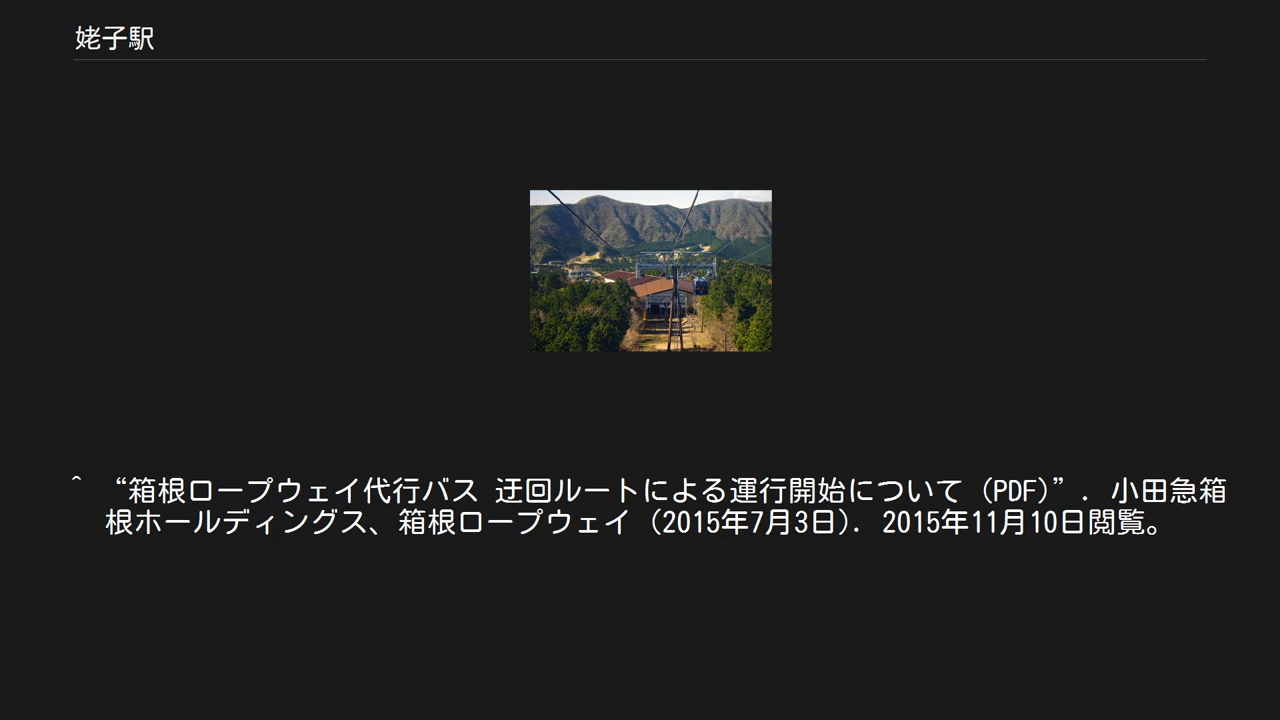 姥子駅
^ “箱根ロープウェイ代行バス 迂回ルートによる運行開始について (PDF)”. 小田急箱
根ホールディングス、箱根ロープウェイ (2015年7月3日). 2015年11月10日閲覧。